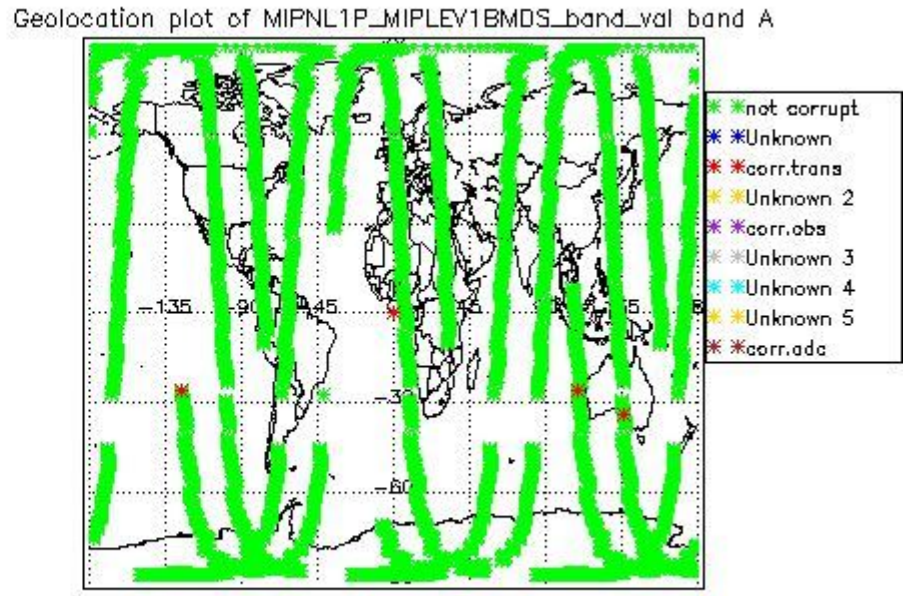 Geolocation plot of MIPNL1P_MIPLEV1BMDS_band_val band A
not corrupt
Unknown
corr.trans
Unknown 2
corr.obs
Unknown 3
Unknown 4
Unknown 5
corr.adc
-135
-90
-45
-30
-60